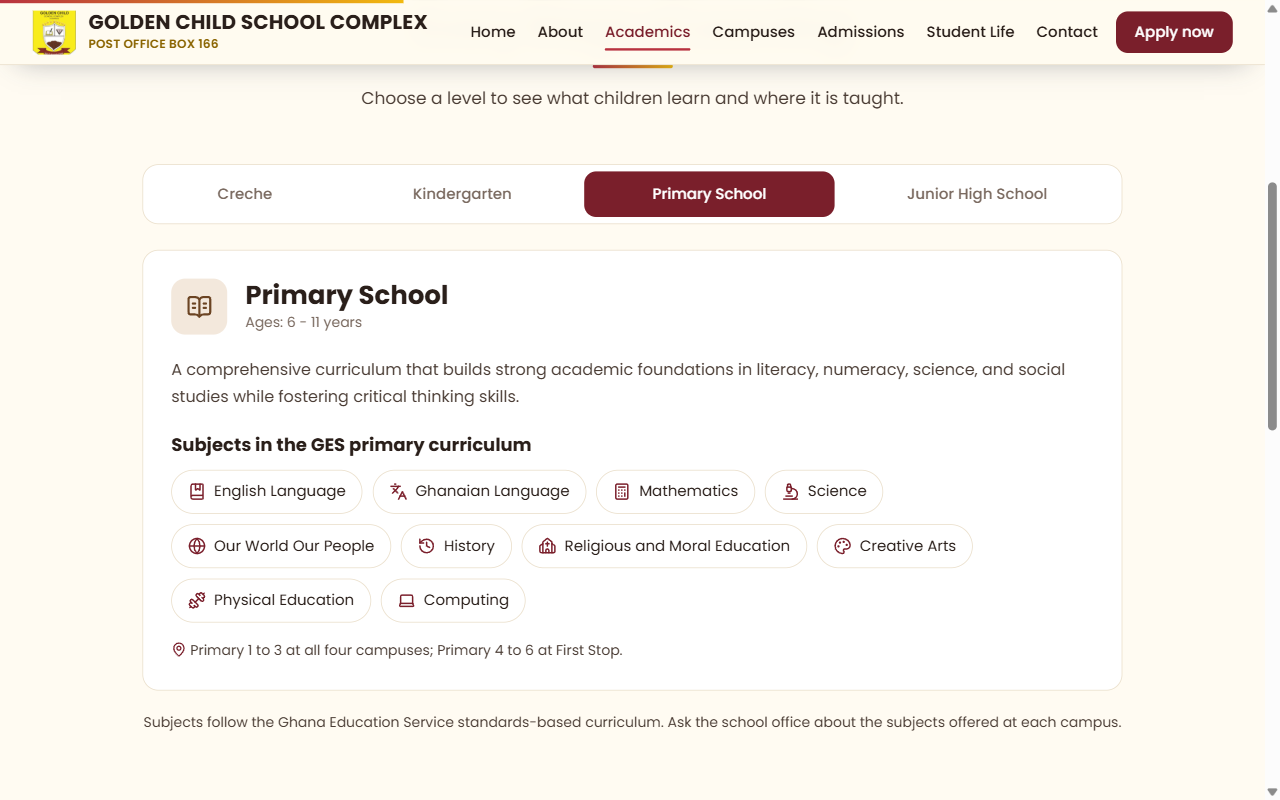 GOLDEN CHILD
GOLDEN CHILD SCHOOL COMPLEX
POST OFFICE BOX 166
Home
About
Academics
Campuses
Admissions
Student Life
Contact
Apply now
Choose a level to see what children learn and where it is taught.
Creche
Kindergarten
Primary School
Junior High School
Primary School
Ages: 6 - 11 years
A comprehensive curriculum that builds strong academic foundations in literacy, numeracy, science, and social
studies while fostering critical thinking skills.
Subjects in the GES primary curriculum
English Language
Ghanaian Language
Mathematics
Science
Our World Our People
History
Religious and Moral Education
Creative Arts
Physical Education
Computing
Primary 1 to 3 at all four campuses; Primary 4 to 6 at First Stop.
Subjects follow the Ghana Education Service standards-based curriculum. Ask the school office about the subjects offered at each campus.